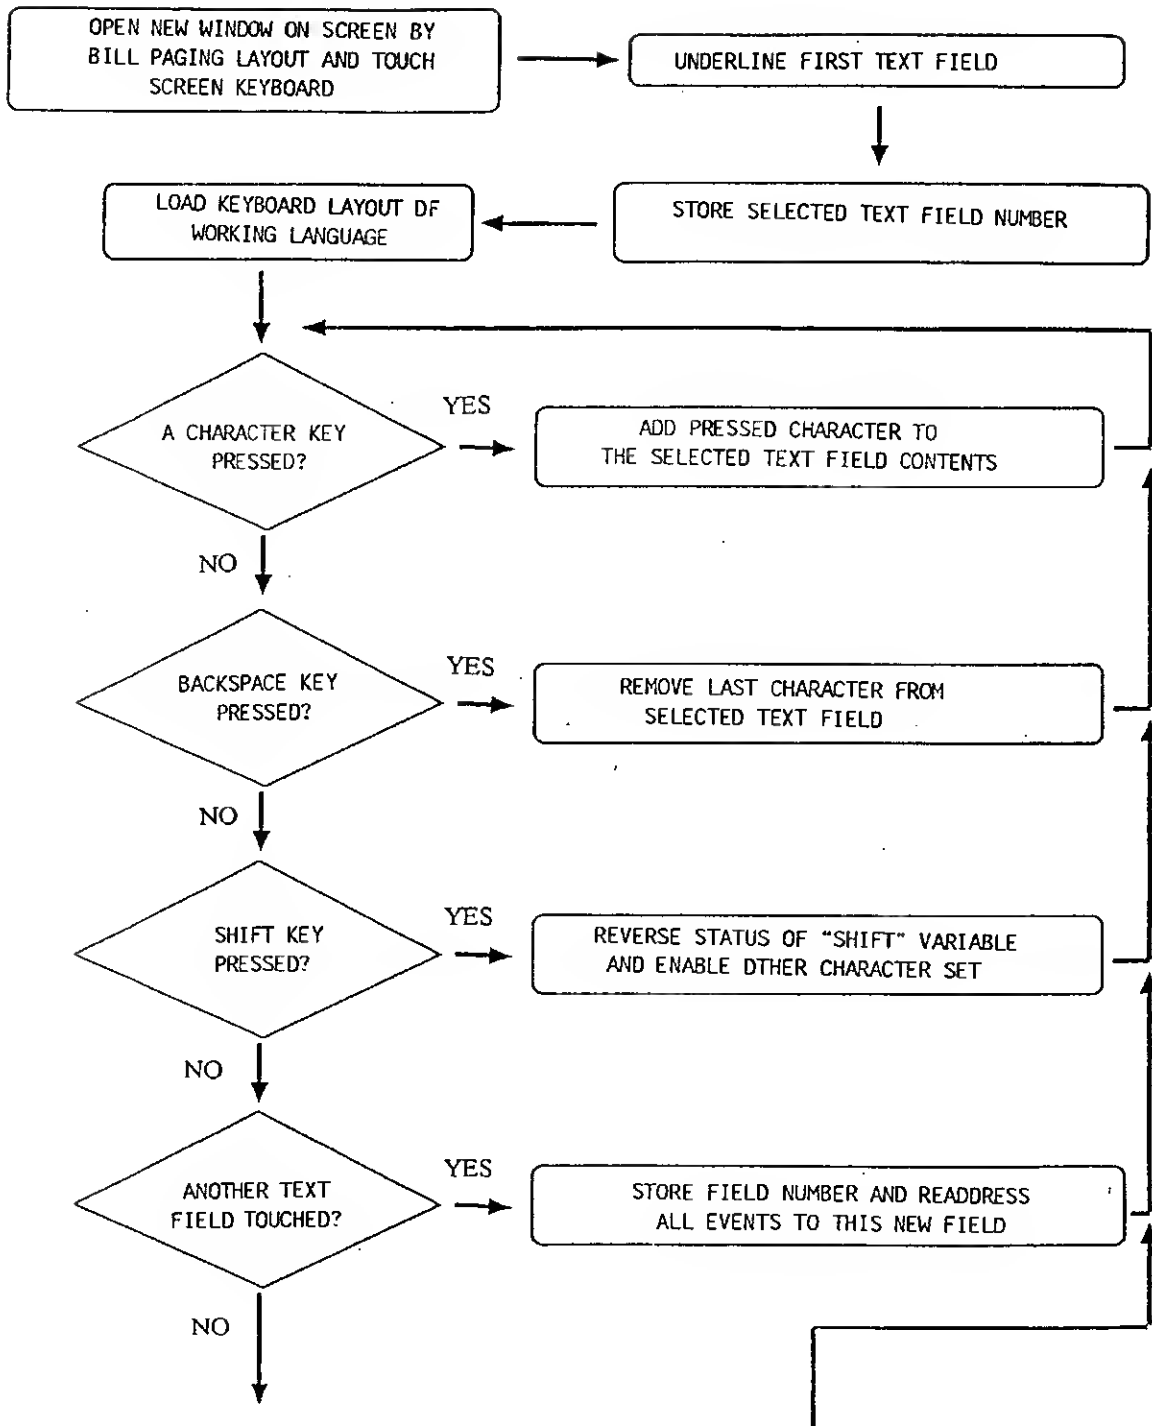 OPEN NEW WINDOW ON SCREEN BY
BILL PAGING LAYOUT AND TOUCH
SCREEN KEYBOARD
UNDERLINE FIRST TEXT FIELD
STORE SELECTED TEXT FIELD NUMBER
LOAD KEYBOARD LAYOUT DF
WORKING LANGUAGE
A CHARACTER KEY
PRESSED?
YES
ADD PRESSED CHARACTER TO
THE SELECTED TEXT FIELD CONTENTS
NO
BACKSPACE KEY
PRESSED?
YES
REMOVE LAST CHARACTER FROM
SELECTED TEXT FIELD
NO
SHIFT KEY
PRESSED?
YES
REVERSE STATUS OF "SHIFT" VARIABLE
AND ENABLE DTHER CHARACTER SET
NO
ANOTHER TEXT
FIELD TOUCHED?
YES
STORE FIELD NUMBER AND READDRESS
ALL EVENTS TO THIS NEW FIELD
NO